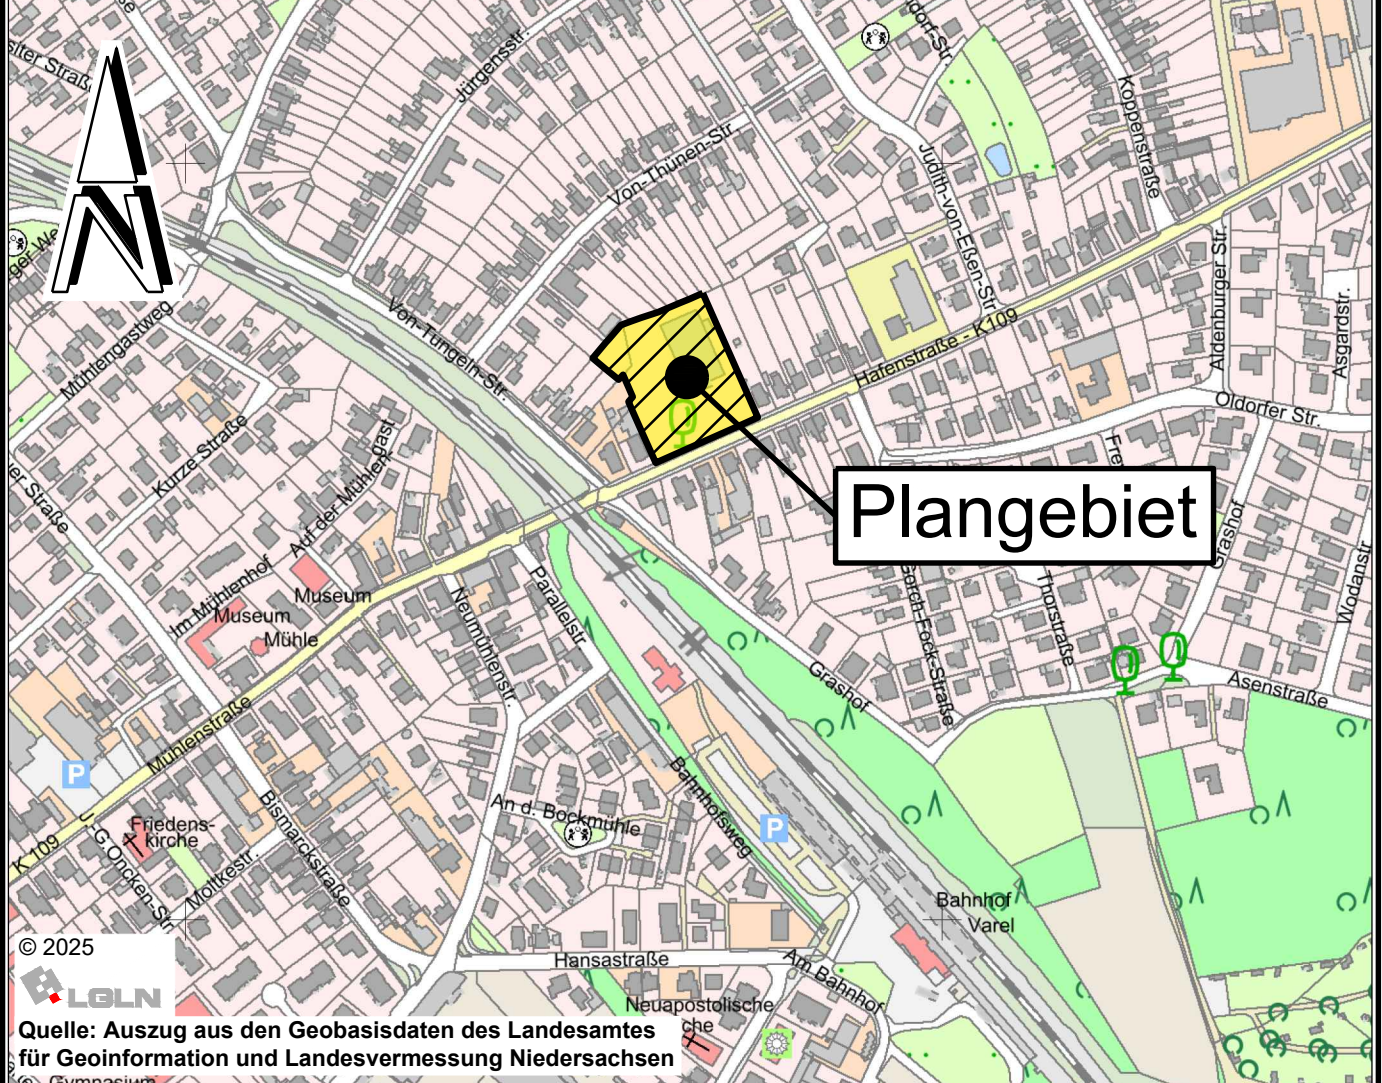 Jürgensstr.
Koppenstraße
Von-Thünen-Str.
Judith-von-Eßen-Str.
N
Aldenburger Str.
Asgardstr.
Von-Tungeln-Str.
Mühlengastweg
Hafenstraße - K109
Oldorfer Str.
Kurze Straße
Auf der Mühlengast
Plangebiet
Grashof
Wodanstr.
Im Mühlenhof
Museum
Museum
Mühle
Neumühlenstr.
Parallelstr.
Gorch-Fock-Straße
Thorstraße
Grashof
Asenstraße
Mühlenstraße
P
Bahnhofsweg
Bismarckstraße
An d. Bockmühle
P
Friedens-
kirche
K 109
J.-G.-Oncken-Str.
Moltkestr.
Bahnhof
Varel
Hansastraße
Am Bahnhof
Neuapostolische
© 2025
LGLN
Quelle: Auszug aus den Geobasisdaten des Landesamtes
für Geoinformation und Landesvermessung Niedersachsen
Gymnasium